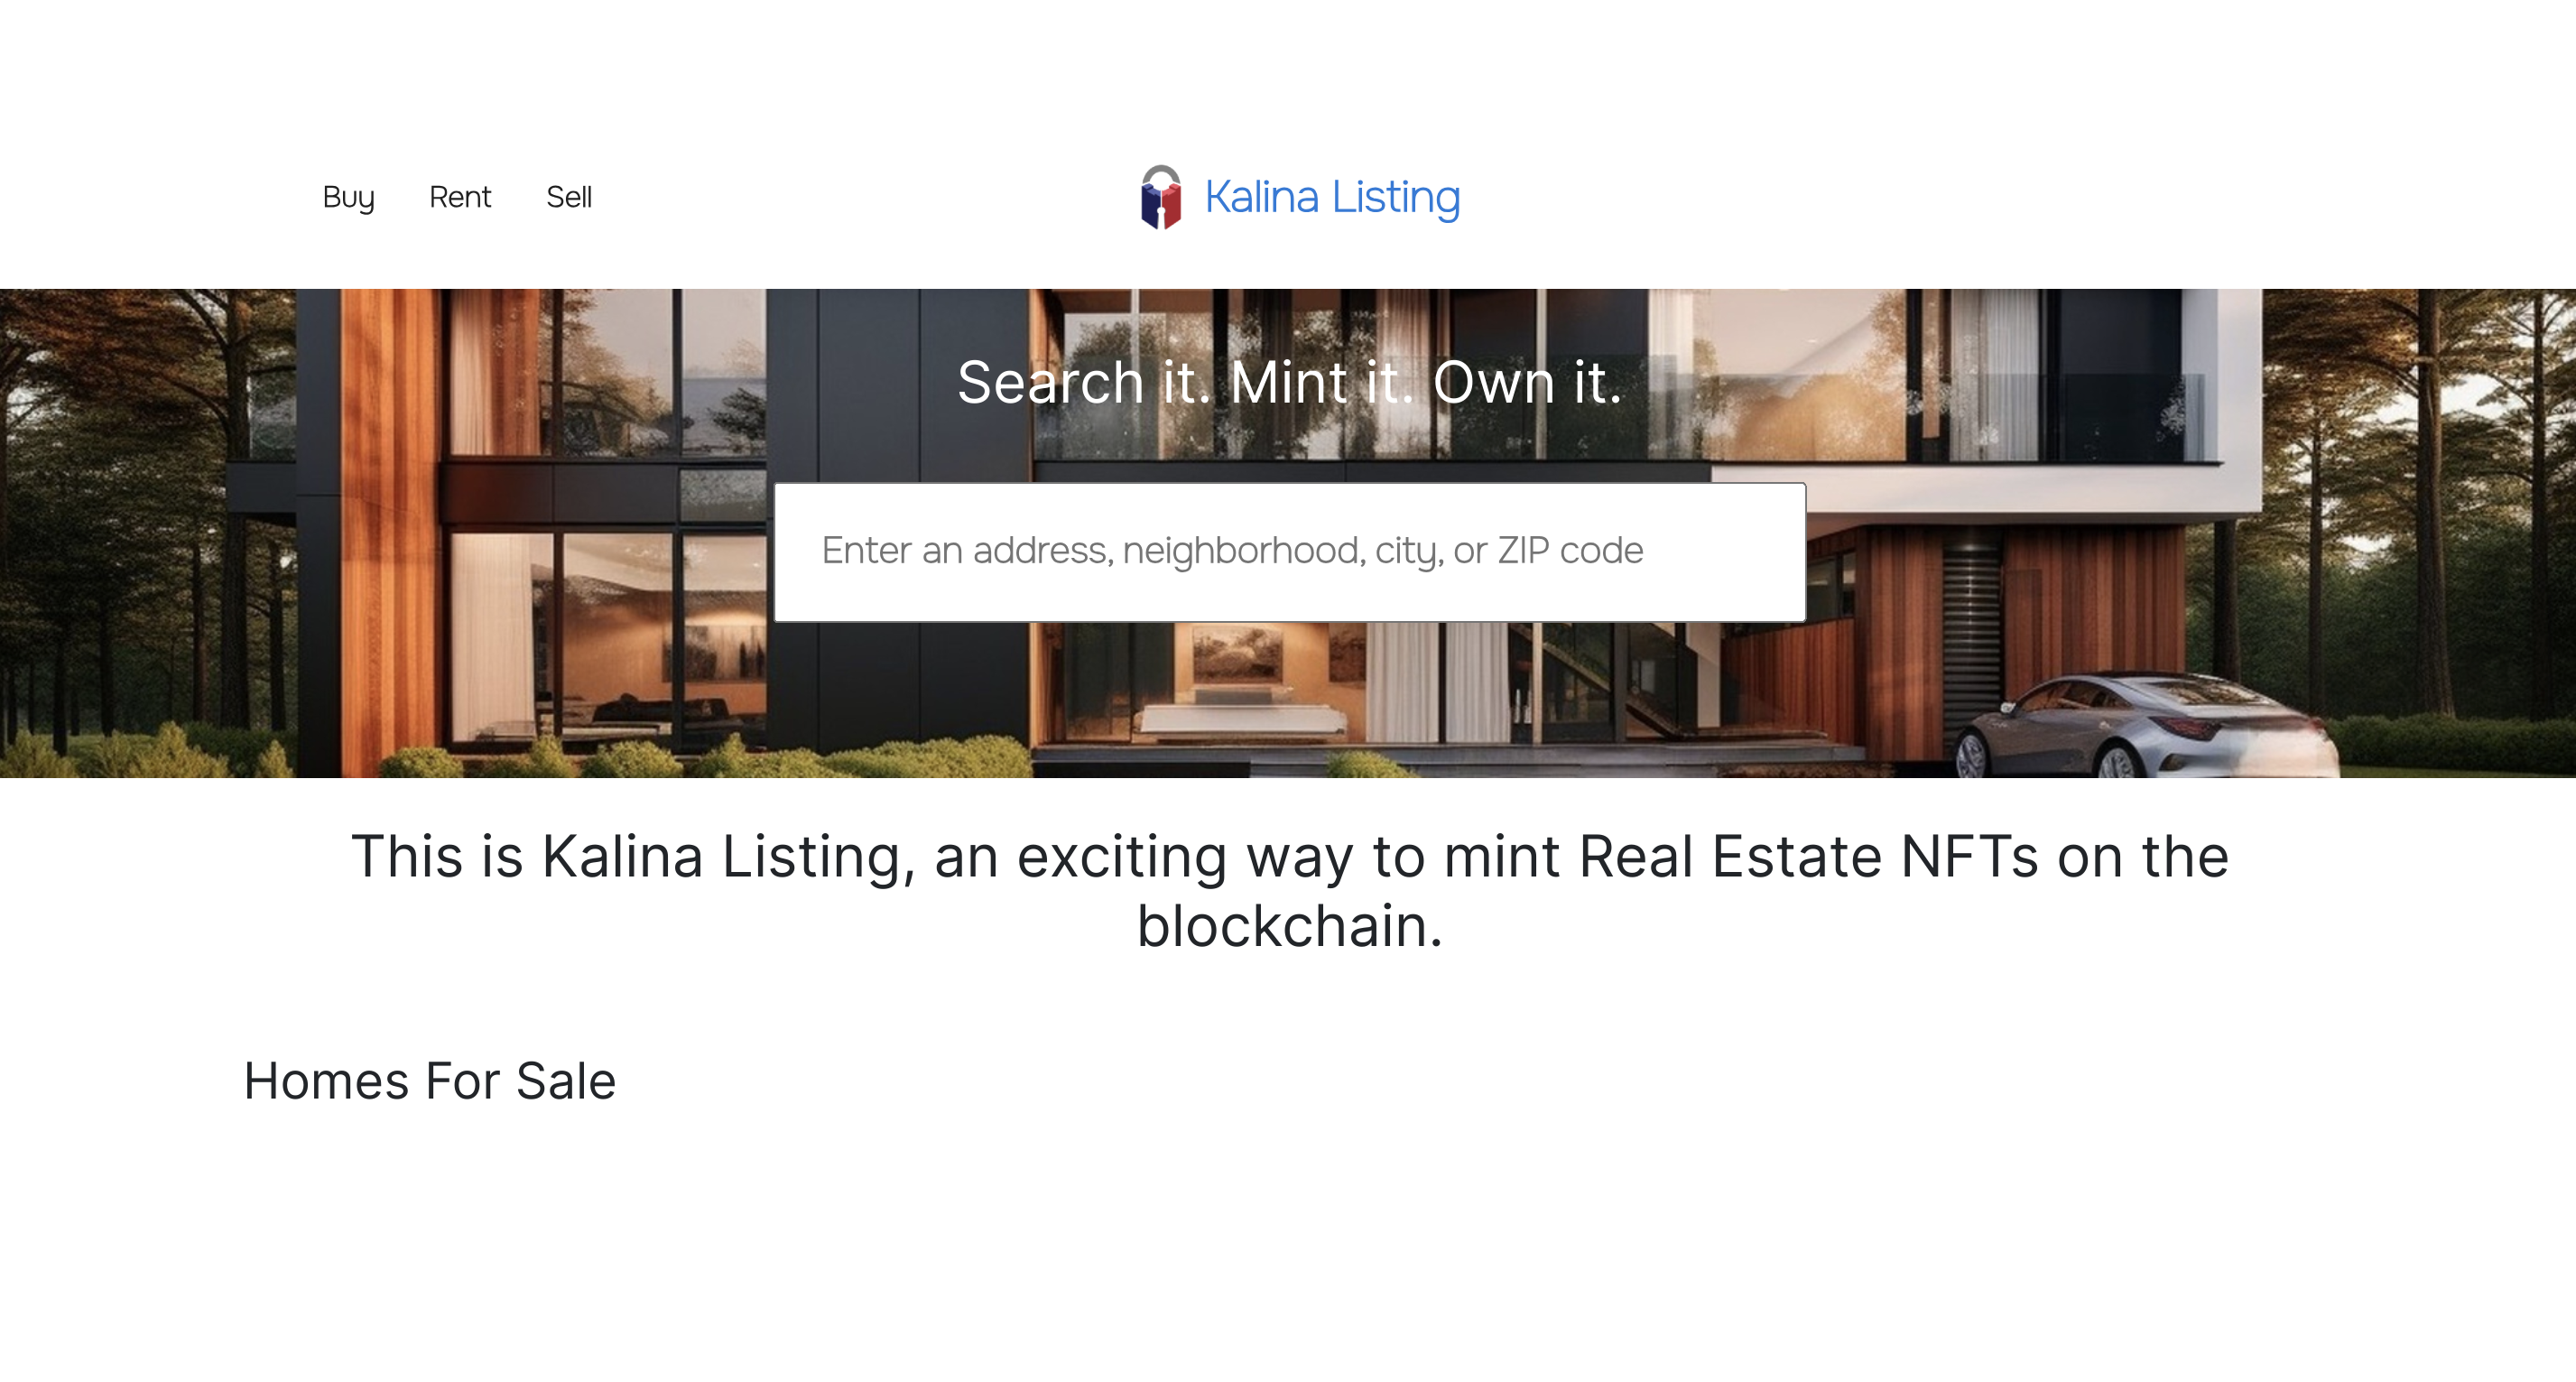 Buy Rent Sell
Kalina Listing
Search it. Mint it. Own it.
Enter an address, neighborhood, city, or ZIP code
This is Kalina Listing, an exciting way to mint Real Estate NFTs on the
blockchain.
Homes For Sale